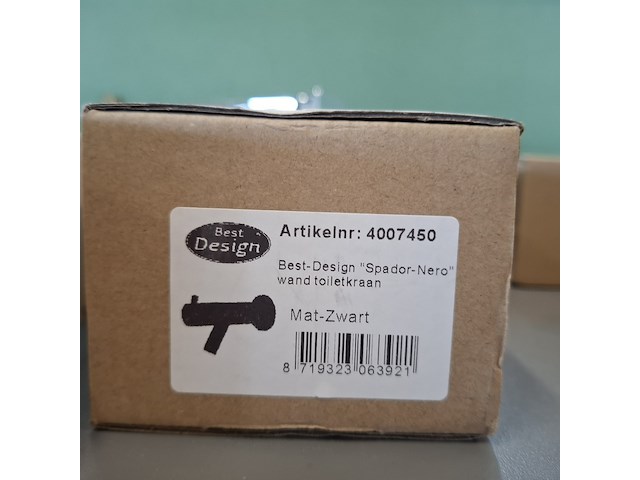 Best
Design
Artikelnr: 4007450
Best-Design "Spador-Nero"
wand toiletkraan
Mat-Zwart
8 719323 063921